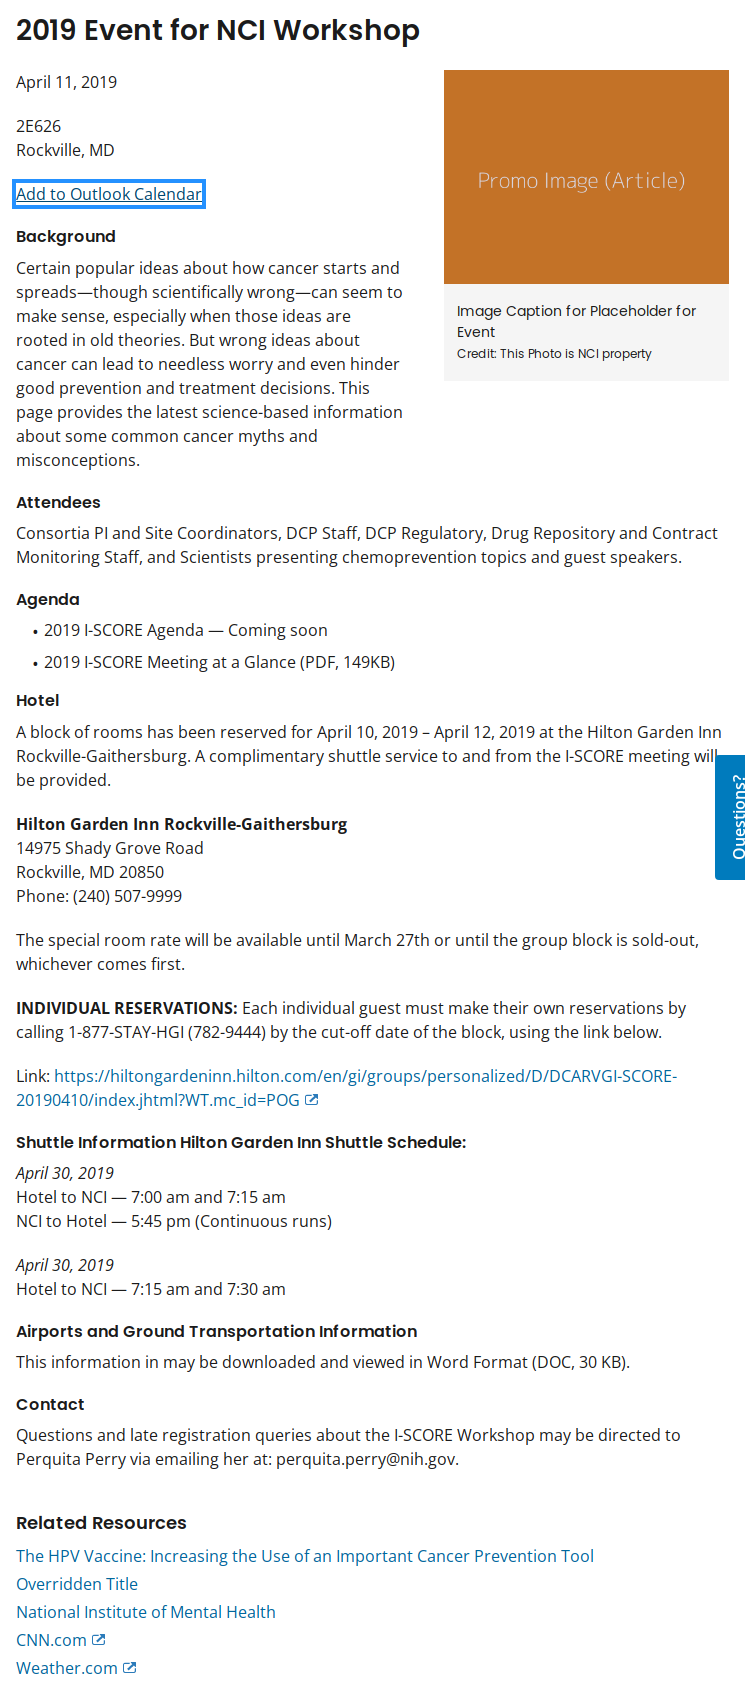 2019 Event for NCI Workshop
April 11, 2019
2E626
Rockville, MD
Add to Outlook Calendar
Promo Image (Article)
Image Caption for Placeholder for
Event
Credit: This Photo is NCI property
Background
Certain popular ideas about how cancer starts and
spreads—though scientifically wrong—can seem to
make sense, especially when those ideas are
rooted in old theories. But wrong ideas about
cancer can lead to needless worry and even hinder
good prevention and treatment decisions. This
page provides the latest science-based information
about some common cancer myths and
misconceptions.
Attendees
Consortia PI and Site Coordinators, DCP Staff, DCP Regulatory, Drug Repository and Contract
Monitoring Staff, and Scientists presenting chemoprevention topics and guest speakers.
Agenda
• 2019 I-SCORE Agenda — Coming soon
• 2019 I-SCORE Meeting at a Glance (PDF, 149KB)
Hotel
A block of rooms has been reserved for April 10, 2019 – April 12, 2019 at the Hilton Garden Inn
Rockville-Gaithersburg. A complimentary shuttle service to and from the I-SCORE meeting will
be provided.
Questions?
Hilton Garden Inn Rockville-Gaithersburg
14975 Shady Grove Road
Rockville, MD 20850
Phone: (240) 507-9999
The special room rate will be available until March 27th or until the group block is sold-out,
whichever comes first.
INDIVIDUAL RESERVATIONS: Each individual guest must make their own reservations by
calling 1-877-STAY-HGI (782-9444) by the cut-off date of the block, using the link below.
Link: https://hiltongardeninn.hilton.com/en/gi/groups/personalized/D/DCARVGI-SCORE-
20190410/index.jhtml?WT.mc_id=POG
Shuttle Information Hilton Garden Inn Shuttle Schedule:
April 30, 2019
Hotel to NCI — 7:00 am and 7:15 am
NCI to Hotel — 5:45 pm (Continuous runs)
April 30, 2019
Hotel to NCI — 7:15 am and 7:30 am
Airports and Ground Transportation Information
This information in may be downloaded and viewed in Word Format (DOC, 30 KB).
Contact
Questions and late registration queries about the I-SCORE Workshop may be directed to
Perquita Perry via emailing her at: perquita.perry@nih.gov.
Related Resources
The HPV Vaccine: Increasing the Use of an Important Cancer Prevention Tool
Overridden Title
National Institute of Mental Health
CNN.com
Weather.com